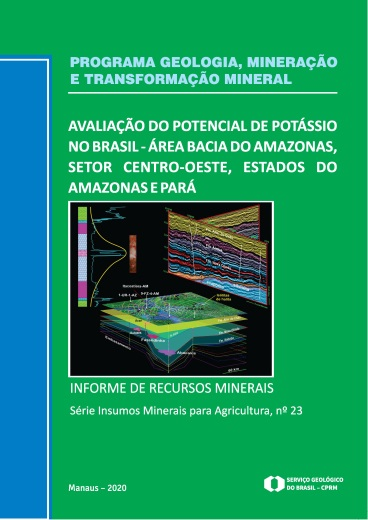 PROGRAMA GEOLOGIA, MINERAÇÃO
E TRANSFORMAÇÃO MINERAL
AVALIAÇÃO DO POTENCIAL DE POTÁSSIO
NO BRASIL - ÁREA BACIA DO AMAZONAS,
SETOR CENTRO-OESTE, ESTADOS DO
AMAZONAS E PARÁ
INFORME DE RECURSOS MINERAIS
Série Insumos Minerais para Agricultura, nº 23
SERVIÇO GEOLÓGICO
DO BRASIL – CPRM
Manaus – 2020